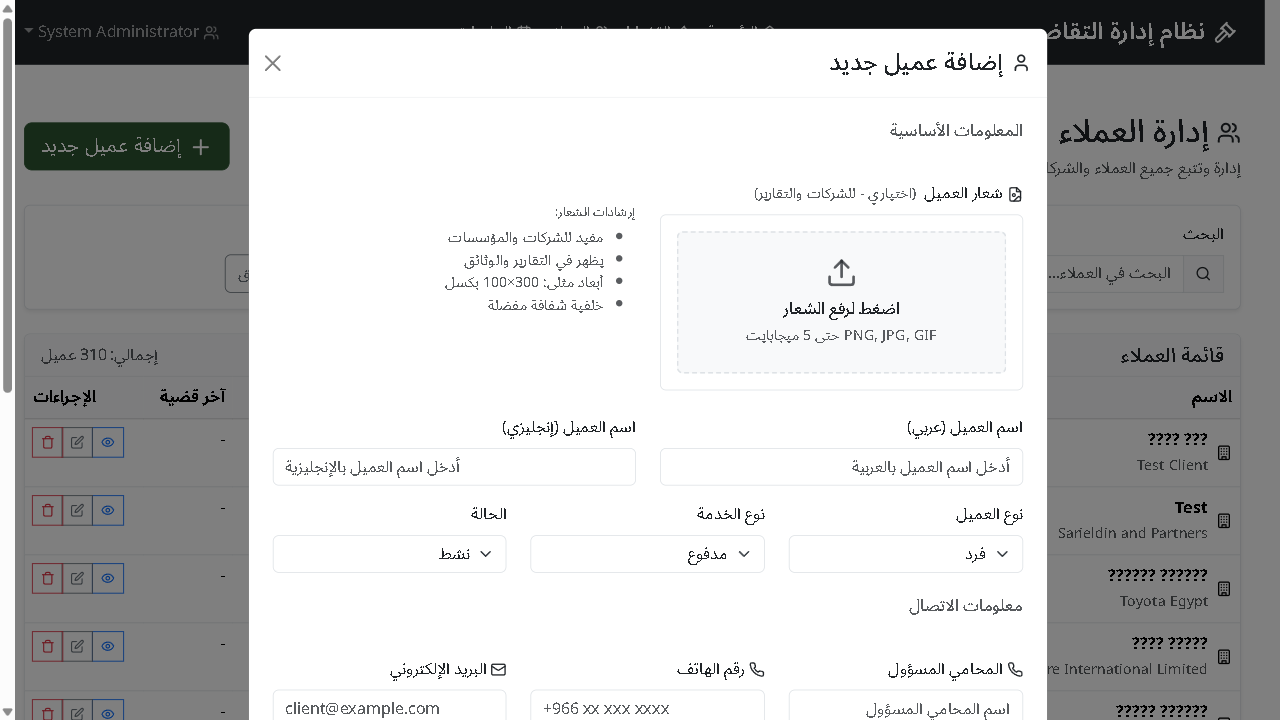 نظام إدارة التقاض
System Administrator
إضافة عميل جديد
المعلومات الأساسية
شعار العميل (اختياري - للشركات والتقارير)
اضغط لرفع الشعار
PNG, JPG, GIF حتى 5 ميجابايت
إرشادات الشعار:
مفيد للشركات والمؤسسات
يظهر في التقارير والوثائق
أبعاد مثلى: 300×100 بكسل
خلفية شفافة مفضلة
اسم العميل (عربي)
اسم العميل (إنجليزي)
أدخل اسم العميل بالعربية
أدخل اسم العميل بالإنجليزية
نوع العميل
نوع الخدمة
الحالة
فرد
مدفوع
نشط
معلومات الاتصال
المحامي المسؤول
رقم الهاتف
البريد الإلكتروني
اسم المحامي المسؤول
+966 xx xxx xxxx
client@example.com
إدارة العملاء
إدارة وتتبع جميع العملاء والشركا
إضافة عميل جديد
البحث
البحث في العملاء...
قائمة العملاء
إجمالي: 310 عميل
الاسم
آخر قضية
الإجراءات
???? ???
Test Client
-
Test
Sarieldin and Partners
-
?????? ??????
Toyota Egypt
-
???? ?????
re International Limited
-
????? ??????
-